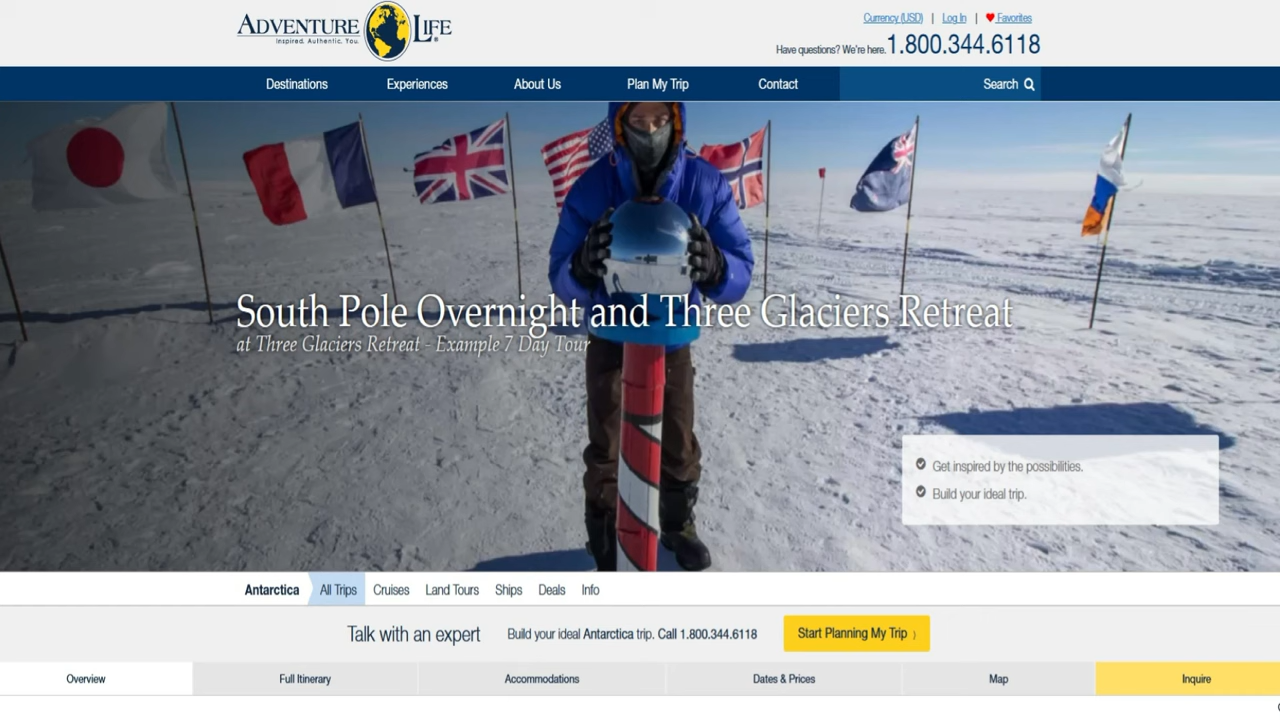 ADVENTURE LIFE®
Inspired. Authentic. You.
Currency (USD) | Log In | Favorites
Have questions? We're here. 1.800.344.6118
Destinations Experiences About Us Plan My Trip Contact Search
South Pole Overnight and Three Glaciers Retreat
at Three Glaciers Retreat - Example 7 Day Tour
Get inspired by the possibilities.
Build your ideal trip.
Antarctica All Trips Cruises Land Tours Ships Deals Info
Talk with an expert Build your ideal Antarctica trip. Call 1.800.344.6118 Start Planning My Trip ⟩
Overview Full Itinerary Accommodations Dates & Prices Map Inquire